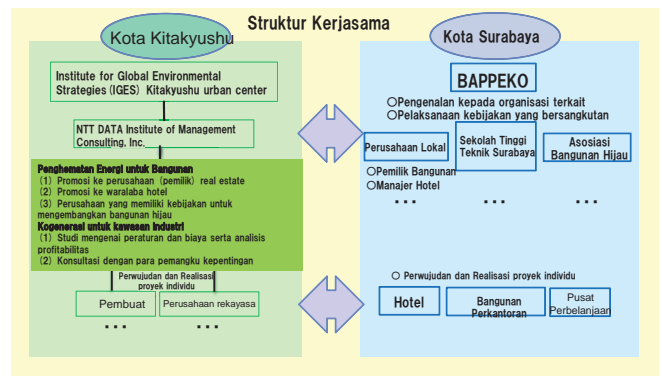 Struktur Kerjasama
Kota Kitakyushu
Institute for Global Environmental
Strategies (IGES) Kitakyushu urban center
NTT DATA Institute of Management
Consulting, Inc.
Penghematan Energi untuk Bangunan
(1) Promosi ke perusahaan (pemilik) real estate
(2) Promosi ke waralaba hotel
(3) Perusahaan yang memiliki kebijakan untuk
mengembangkan bangunan hijau
Kogenerasi untuk kawasan industri
(1) Studi mengenai peraturan dan biaya serta analisis
profitabilitas
(2) Konsultasi dengan para pemangku kepentingan
Perwujudan dan Realisasi
proyek individu
Pembuat
Perusahaan rekayasa
...
...
Kota Surabaya
BAPPEKO
○Pengenalan kepada organisasi terkait
○Pelaksanaan kebijakan yang bersangkutan
Perusahaan Lokal
Sekolah Tinggi
Teknik Surabaya
Asosiasi
Bangunan Hijau
○Pemilik Bangunan
○Manajer Hotel
...
...
...
○ Perwujudan dan Realisasi proyek individu
Hotel
Bangunan
Perkantoran
Pusat
Perbelanjaan